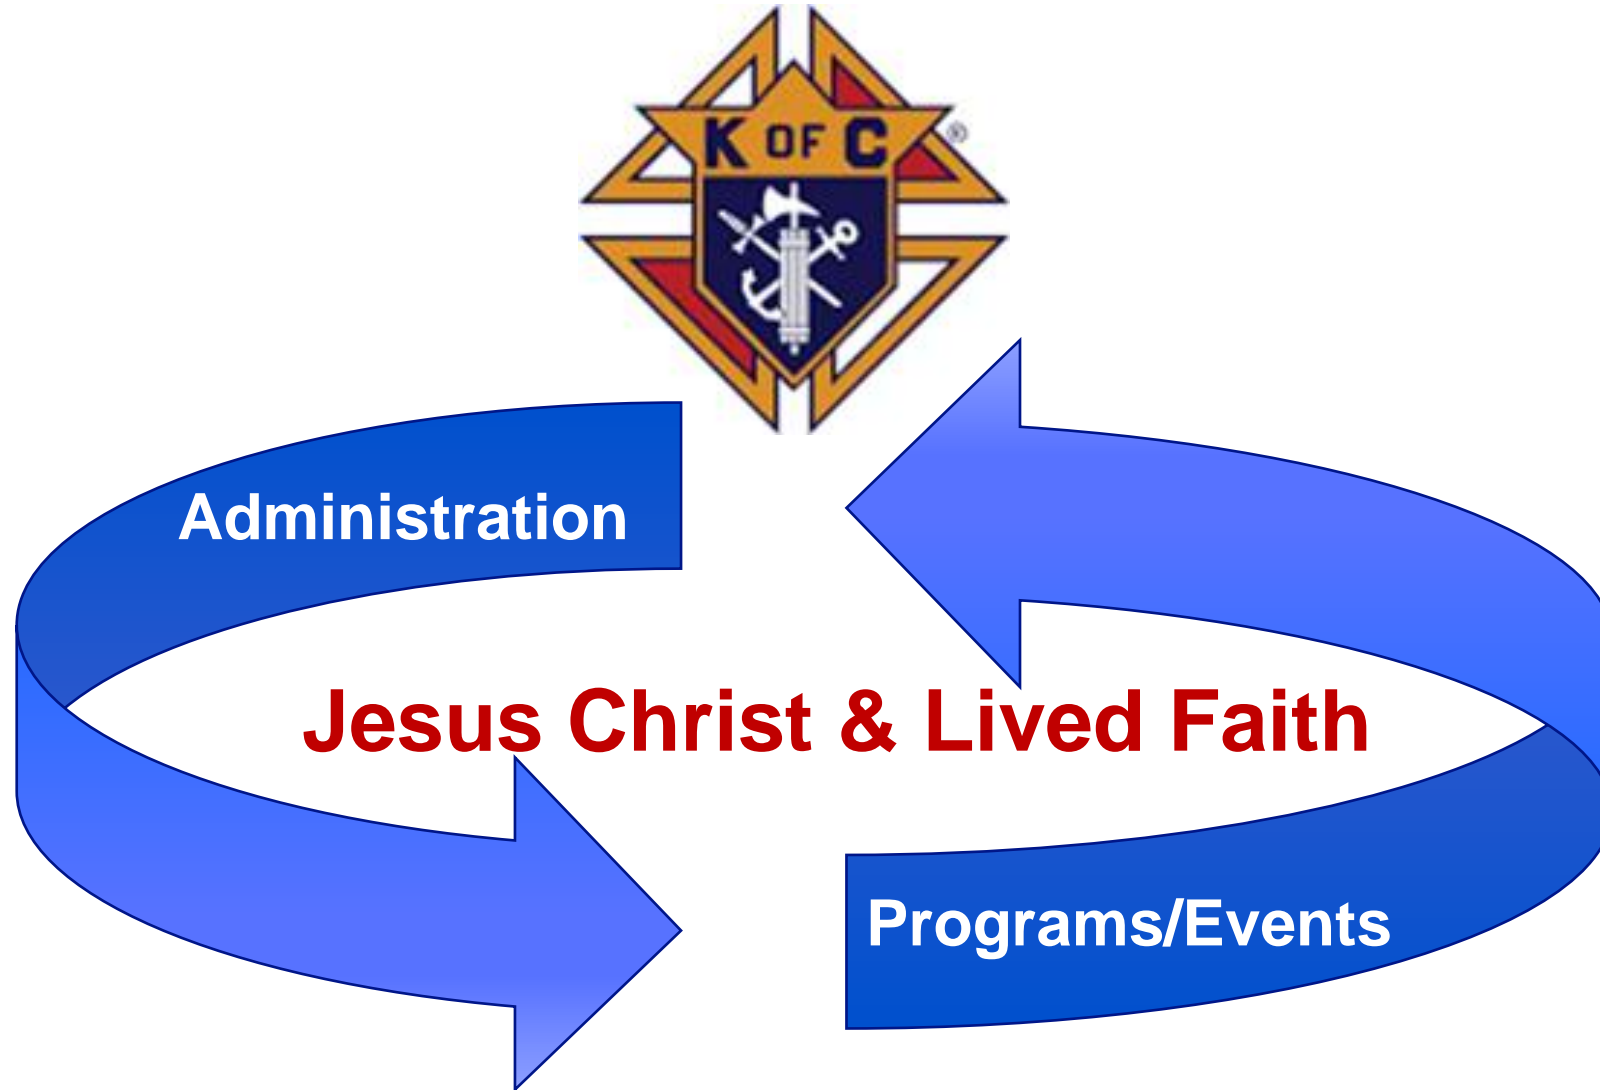 K OF C
®
Administration
Jesus Christ & Lived Faith
Programs/Events